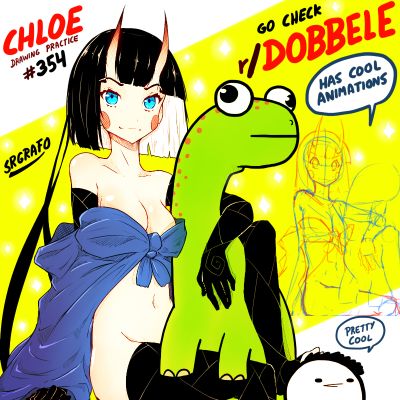 CHLOE
DRAWING PRACTICE
#354
SRGRAFO
GO CHECK
r/DOBBELE
HAS COOL
ANIMATIONS
PRETTY
COOL